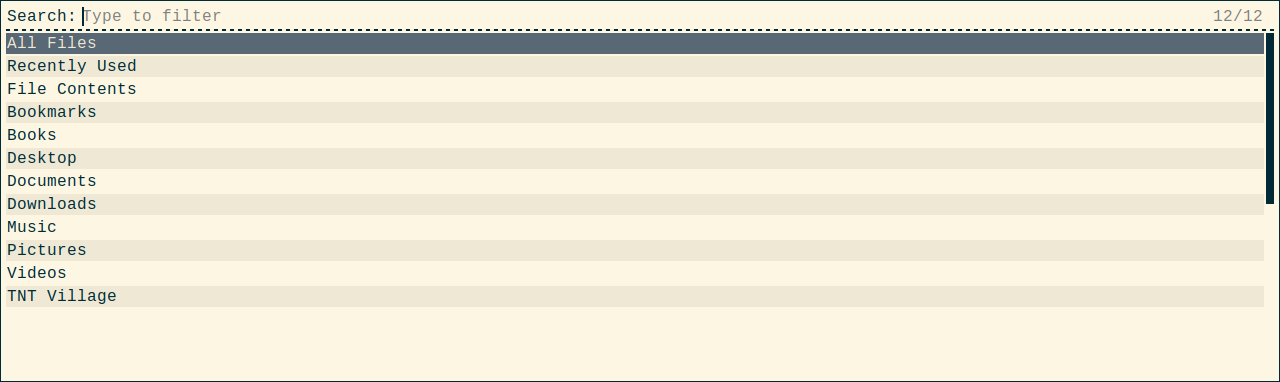 Search: Type to filter 12/12
All Files
Recently Used
File Contents
Bookmarks
Books
Desktop
Documents
Downloads
Music
Pictures
Videos
TNT Village